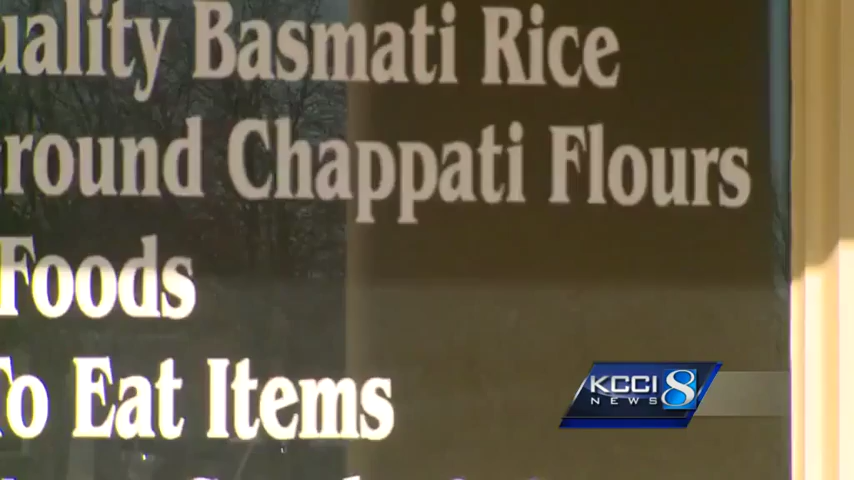 uality Basmati Rice
round Chappati Flours
Foods
To Eat Items
KCCI 8
NEWS